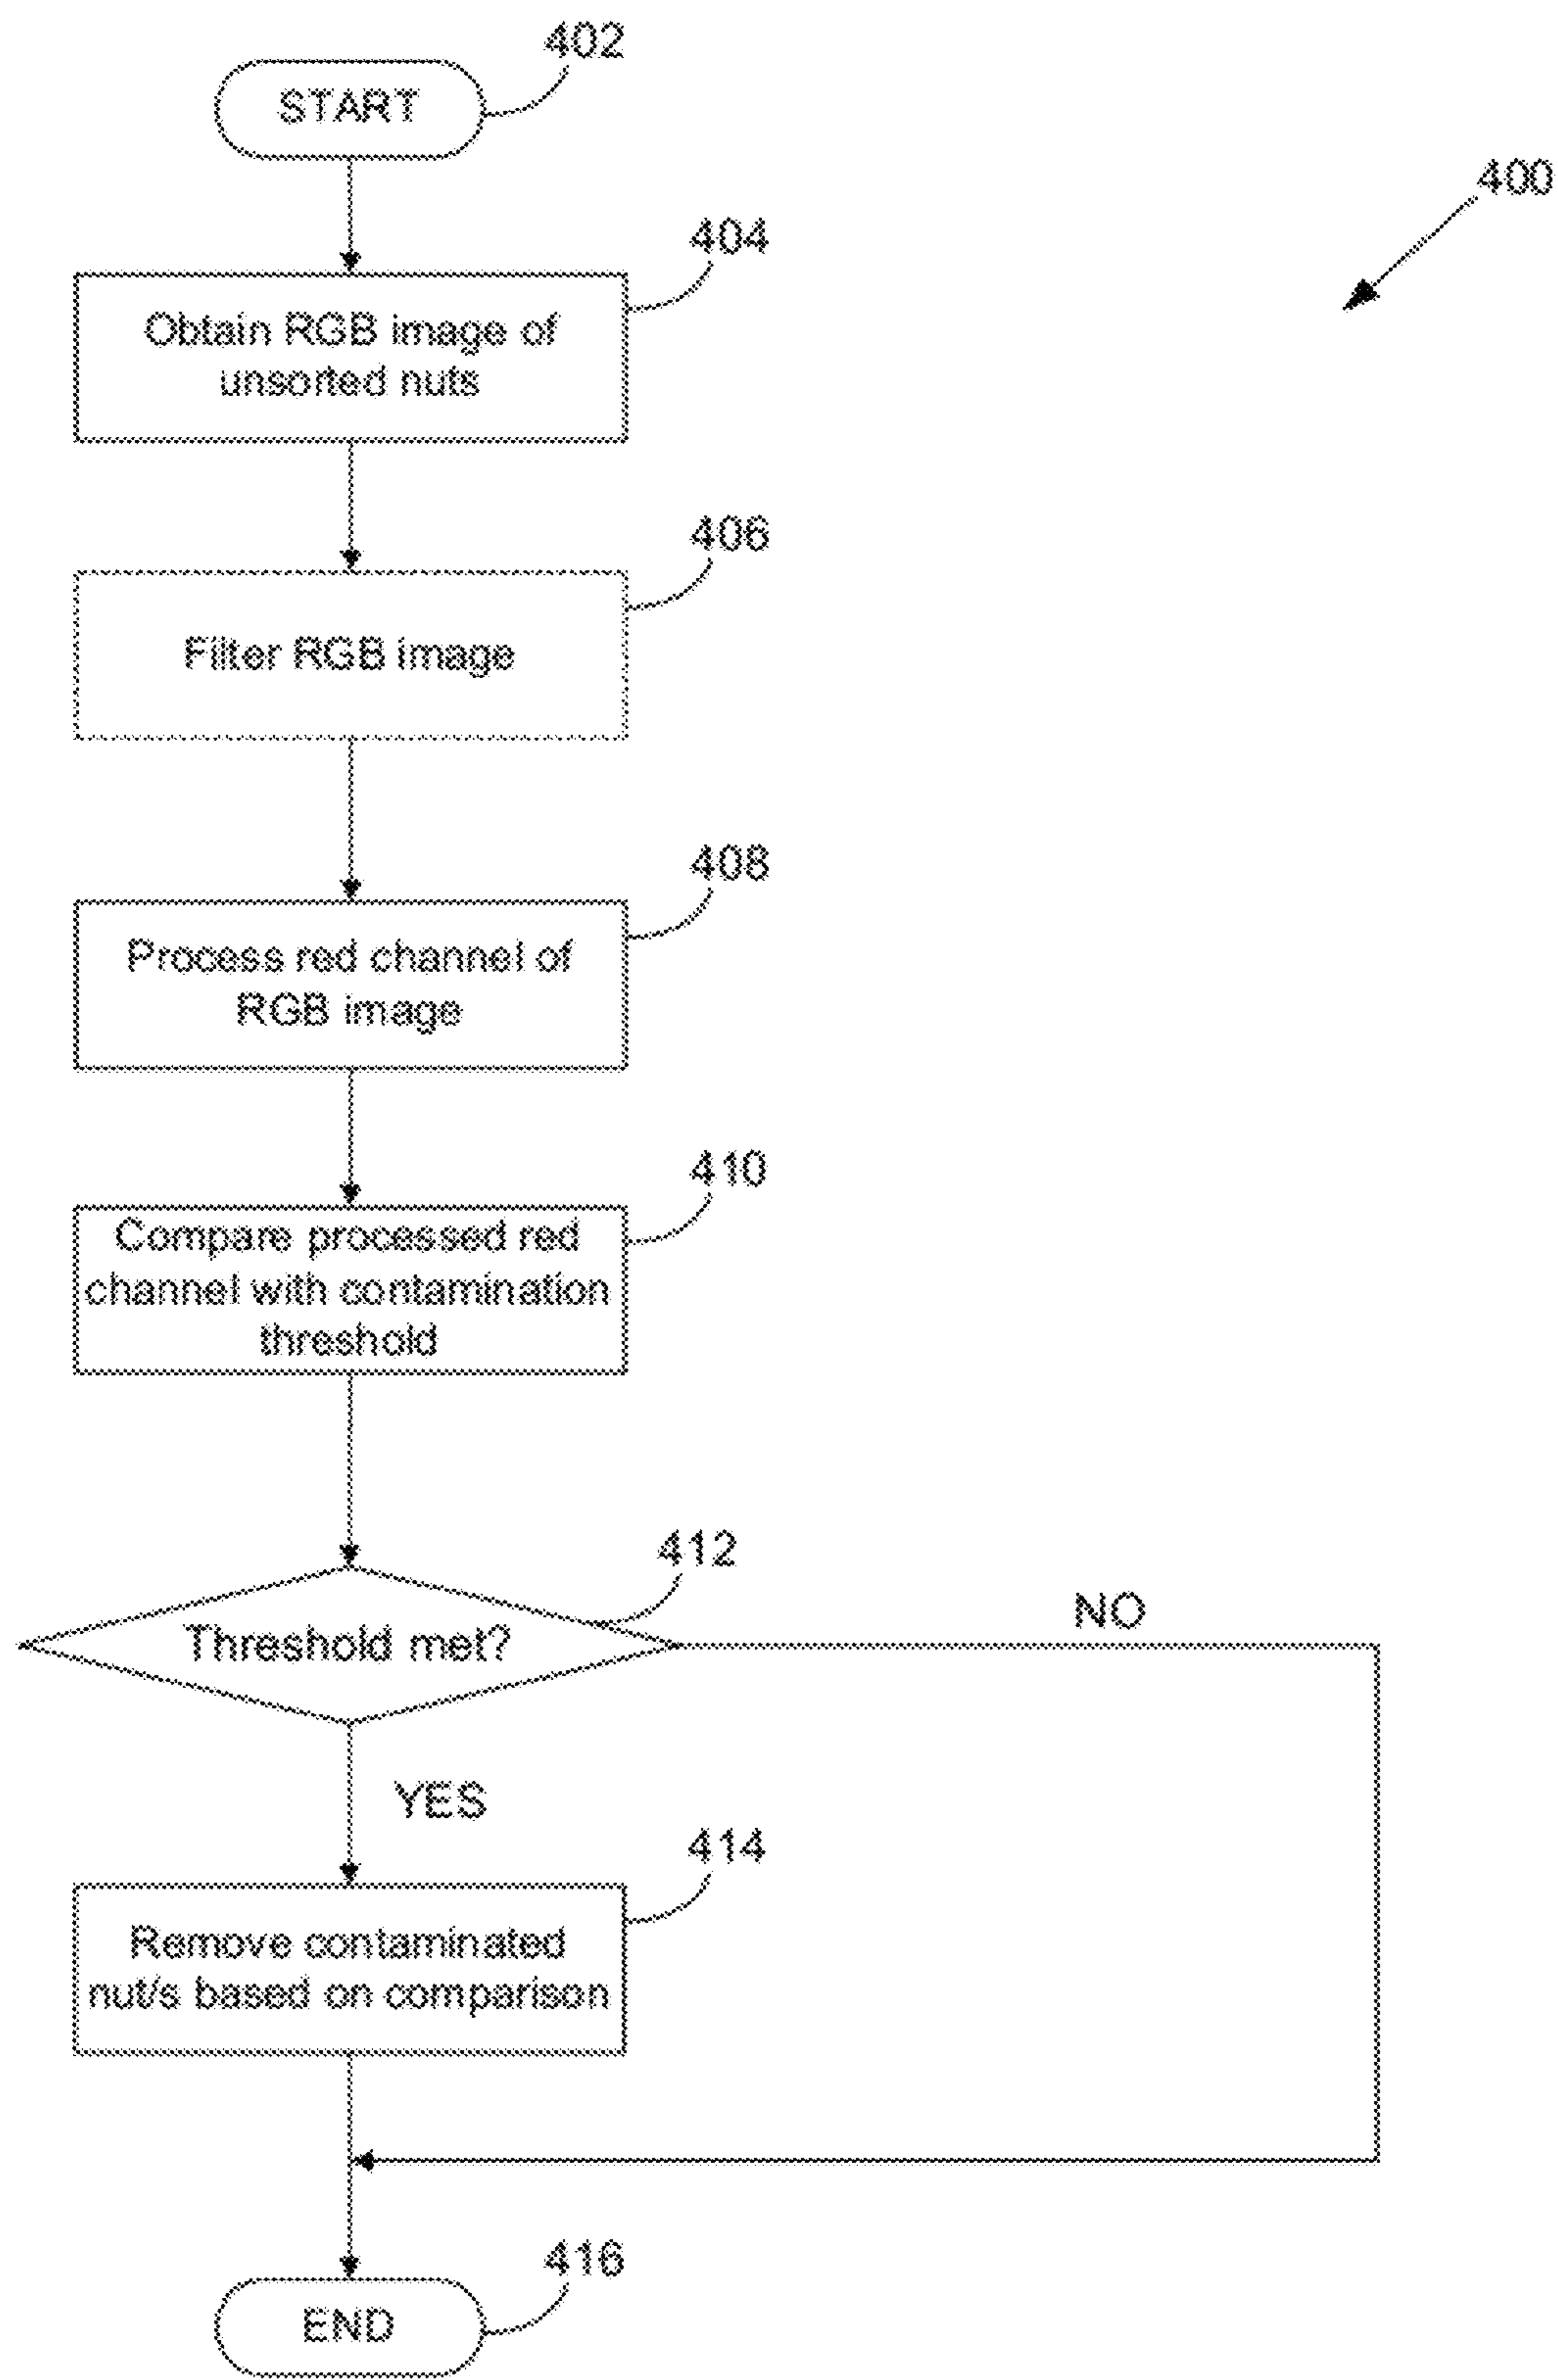 402
START
400
404
Obtain RGB image of
unsorted nuts
406
Filter RGB image
408
Process red channel of
RGB image
410
Compare processed red
channel with contamination
threshold
412
Threshold met?
NO
YES
414
Remove contaminated
nut/s based on comparison
416
END